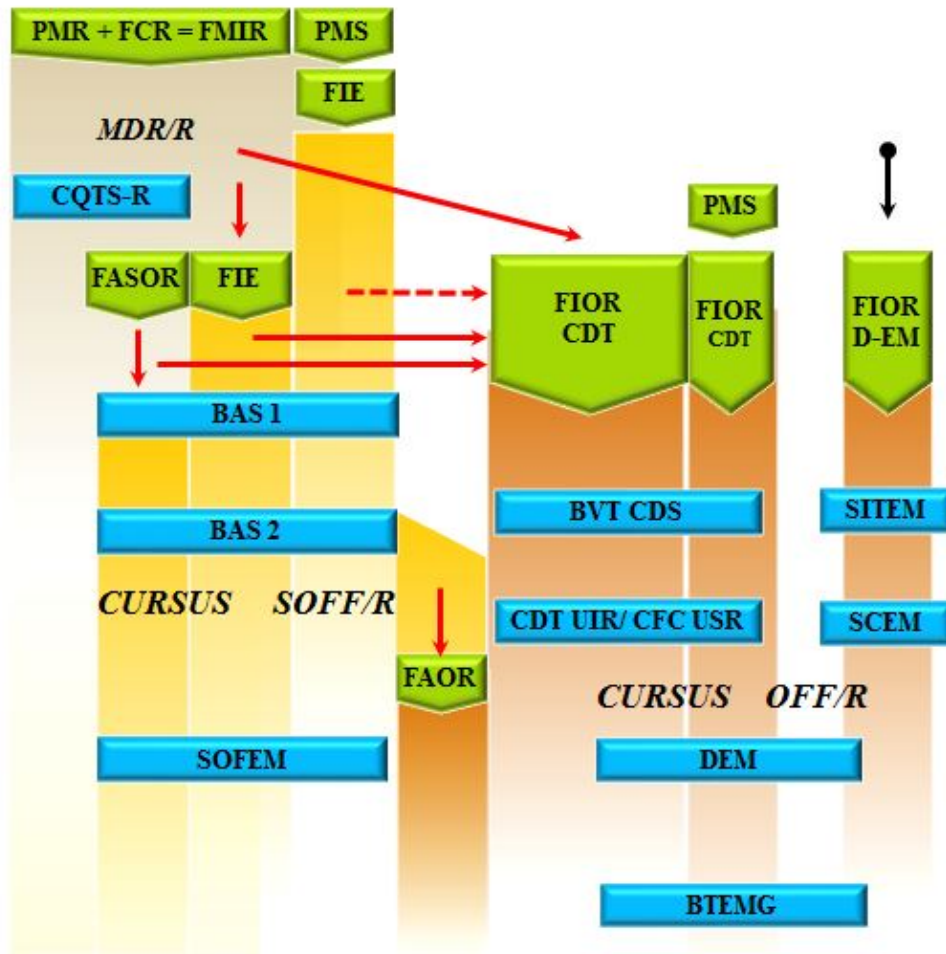 PMR + FCR = FMIR
PMS
FIE
MDR/R
CQTS-R
PMS
FASOR
FIE
FIOR
CDT
FIOR
CDT
FIOR
D-EM
BAS 1
BVT CDS
SITEM
BAS 2
CURSUS SOFF/R
CDT UIR/ CFC USR
SCEM
FAOR
CURSUS OFF/R
SOFEM
DEM
BTEMG